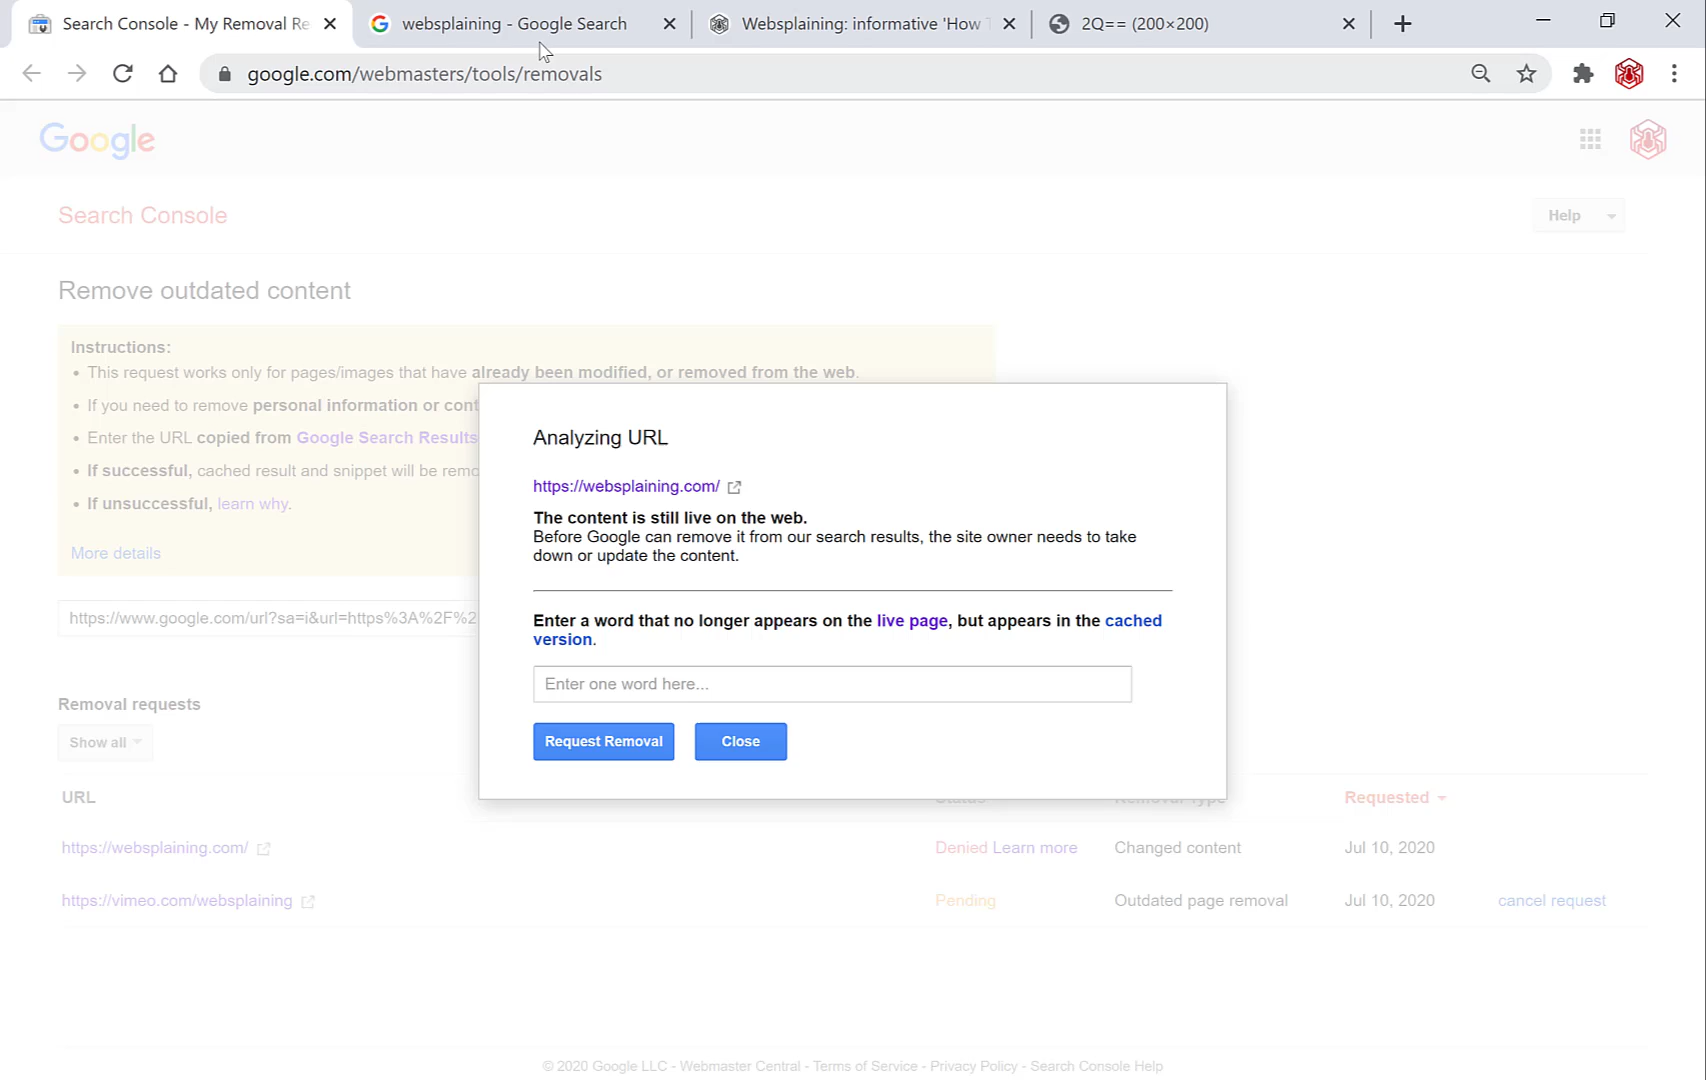 Search Console - My Removal Re
websplaining - Google Search
Websplaining: informative 'How T
2Q== (200×200)
google.com/webmasters/tools/removals
Google
Search Console
Help
Remove outdated content
Instructions:
• This request works only for pages/images that have already been modified, or removed from the web.
• If you need to remove personal information or cont
• Enter the URL copied from Google Search Results
• If successful, cached result and snippet will be remo
• If unsuccessful, learn why.
More details
https://www.google.com/url?sa=i&url=https%3A%2F%2
Analyzing URL
https://websplaining.com/
The content is still live on the web.
Before Google can remove it from our search results, the site owner needs to take
down or update the content.
Enter a word that no longer appears on the live page, but appears in the cached
version.
Enter one word here...
Request Removal
Close
Removal requests
Show all
URL
Status
Removal Type
Requested
https://websplaining.com/
Denied Learn more
Changed content
Jul 10, 2020
https://vimeo.com/websplaining
Pending
Outdated page removal
Jul 10, 2020
cancel request
© 2020 Google LLC - Webmaster Central - Terms of Service - Privacy Policy - Search Console Help